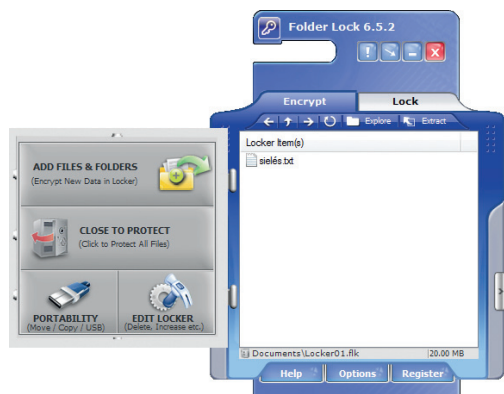 Folder Lock 6.5.2
Encrypt
Lock
Explore
Extract
Locker Item(s)
sielés.txt
ADD FILES & FOLDERS
(Encrypt New Data in Locker)
CLOSE TO PROTECT
(Click to Protect All Files)
PORTABILITY
(Move / Copy / USB)
EDIT LOCKER
(Delete, Increase etc.)
Documents\Locker01.flk
20.00 MB
Help
Options
Register